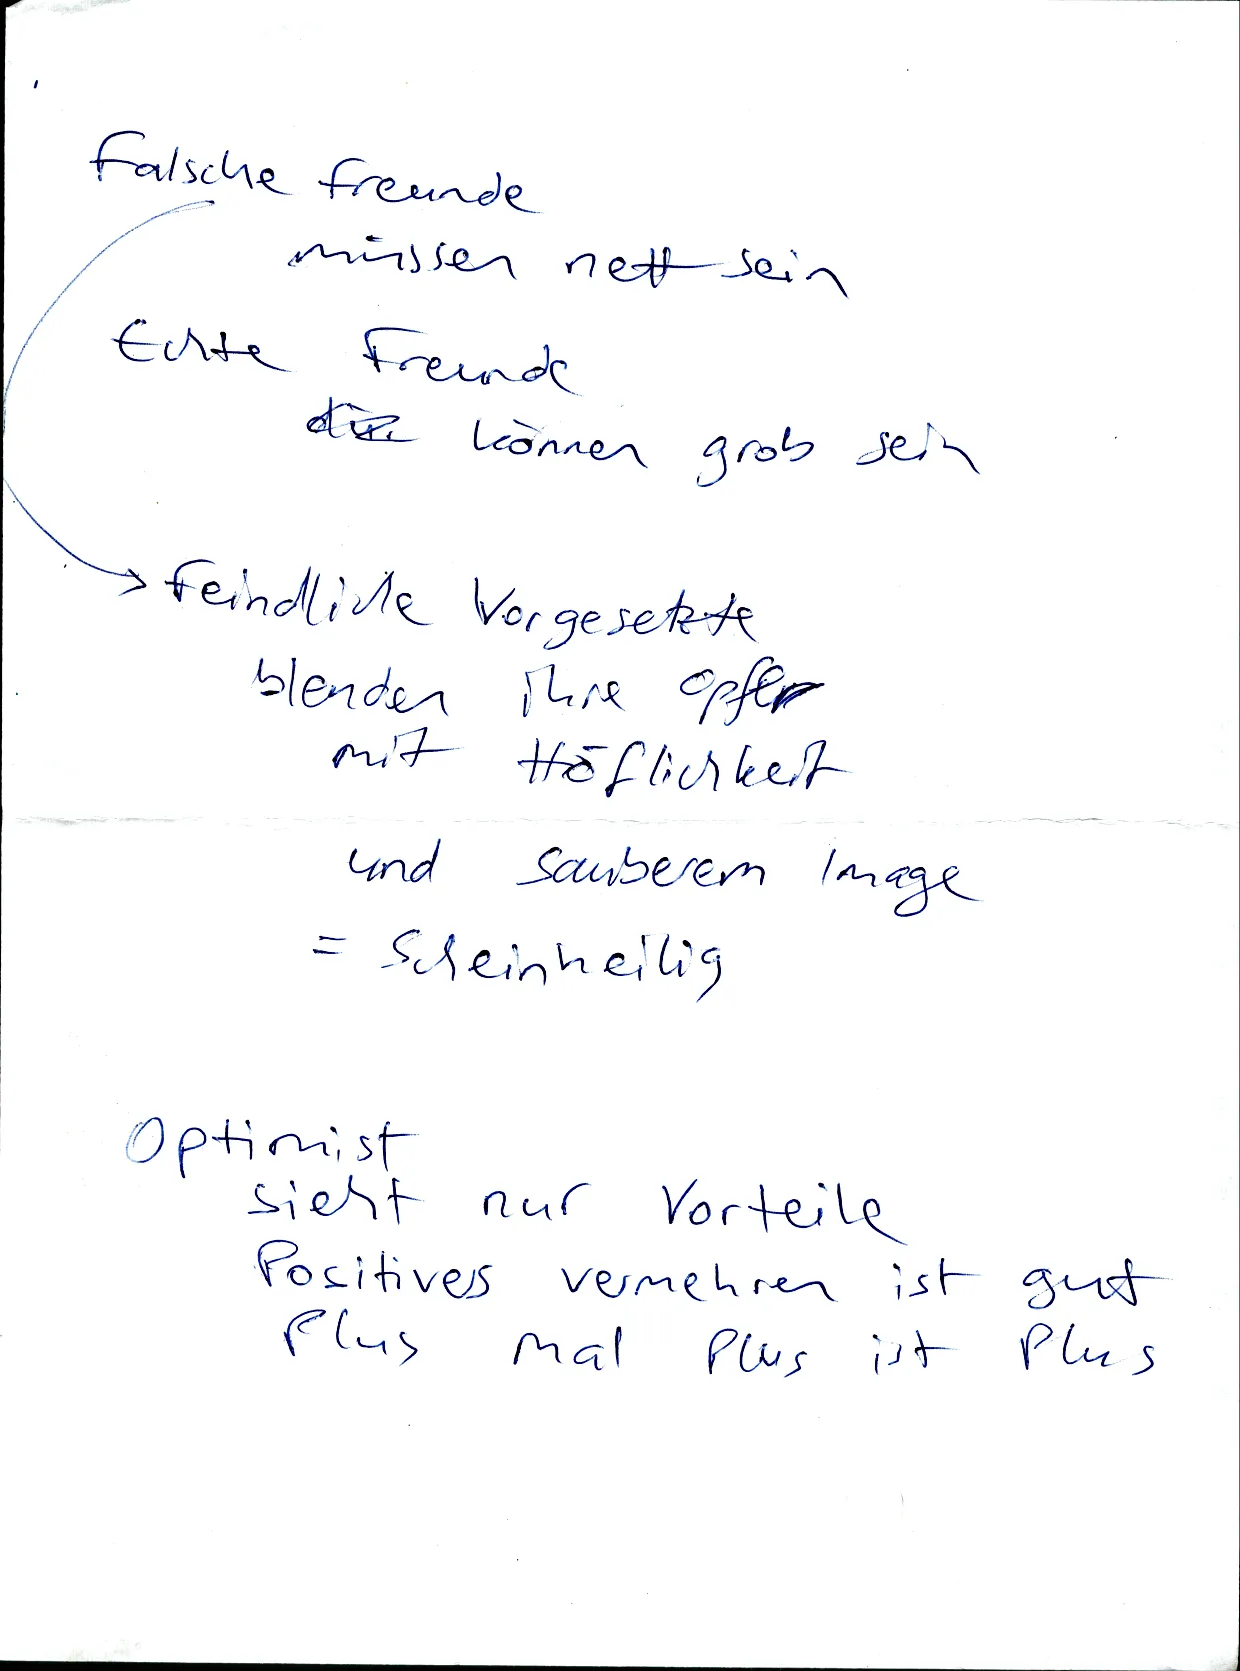 Falsche Freunde
müssen nett sein
Echte Freunde
können grob sein
Feindliche Vorgesetzte
blenden ihre Opfer
mit Höflichkeit
und sauberem Image
= Scheinheilig
Optimist
sieht nur Vorteile
Positives vermehren ist gut
Plus mal Plus ist Plus